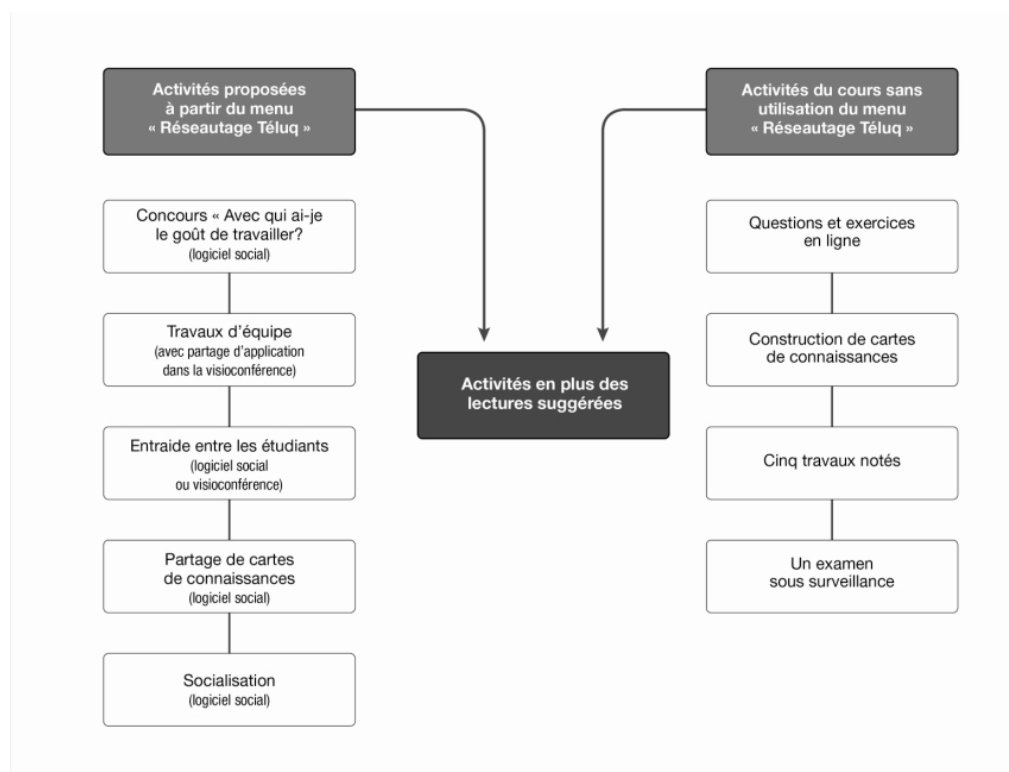 Activités proposées
à partir du menu
« Réseautage Téluq »
Concours « Avec qui ai-je
le goût de travailler?
(logiciel social)
Travaux d'équipe
(avec partage d'application
dans la visioconférence)
Entraide entre les étudiants
(logiciel social
ou visioconférence)
Partage de cartes
de connaissances
(logiciel social)
Socialisation
(logiciel social)
Activités en plus des
lectures suggérées
Activités du cours sans
utilisation du menu
« Réseautage Téluq »
Questions et exercices
en ligne
Construction de cartes
de connaissances
Cinq travaux notés
Un examen
sous surveillance